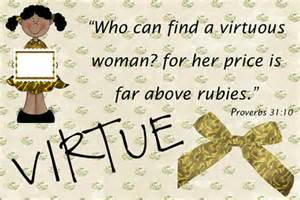 “Who can find a virtuous
woman? for her price is
far above rubies.”
Proverbs 31:10
VIRTUE